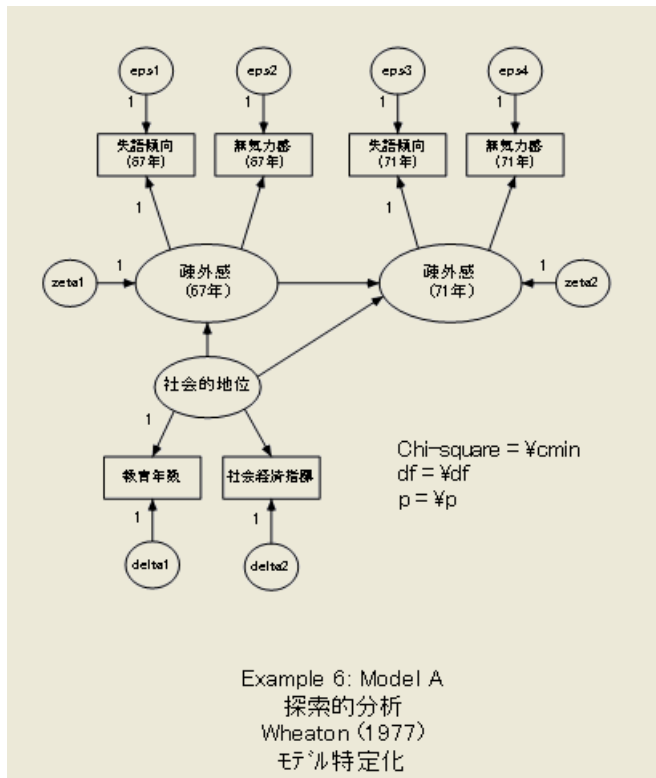 eps1 eps2 eps3 eps4
1 1 1 1
失語傾向 無気力感 失語傾向 無気力感
(67年) (67年) (71年) (71年)
1 1
疎外感 疎外感
(67年) (71年)
zeta1 1 1 zeta2
社会的地位
1
教育年数 社会経済指標
1 1
delta1 delta2
Chi-square = ¥cmin
df = ¥df
p = ¥p
Example 6: Model A
探索的分析
Wheaton (1977)
モデル特定化